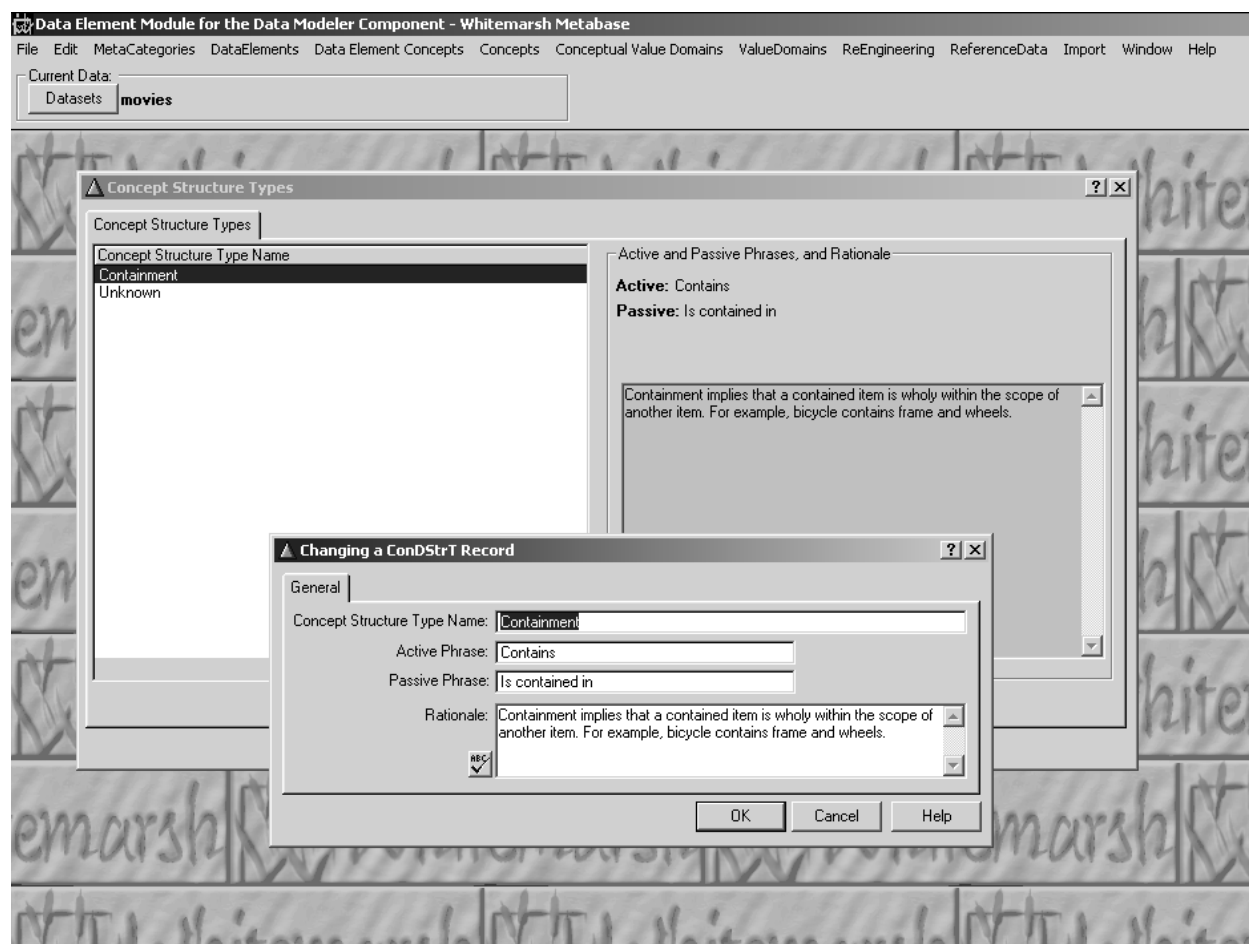 Data Element Module for the Data Modeler Component - Whitemarsh Metabase
File Edit MetaCategories DataElements Data Element Concepts Concepts Conceptual Value Domains ValueDomains ReEngineering ReferenceData Import Window Help
Current Data:
Datasets movies
Concept Structure Types
Concept Structure Types
Concept Structure Type Name
Containment
Unknown
Active and Passive Phrases, and Rationale
Active: Contains
Passive: Is contained in
Containment implies that a contained item is wholy within the scope of
another item. For example, bicycle contains frame and wheels.
Changing a ConDStrT Record
General
Concept Structure Type Name: Containment
Active Phrase: Contains
Passive Phrase: Is contained in
Rationale: Containment implies that a contained item is wholy within the scope of
another item. For example, bicycle contains frame and wheels.
ABC
OK Cancel Help